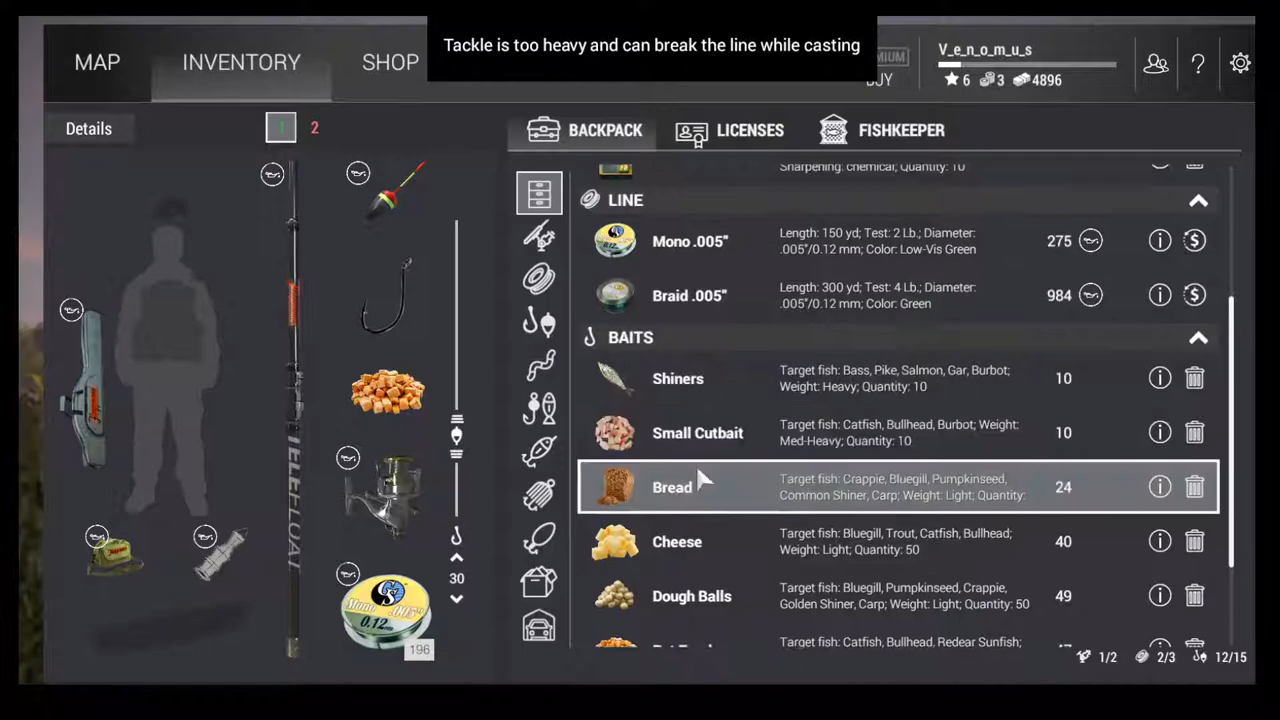 Tackle is too heavy and can break the line while casting
MAP
INVENTORY
SHOP
BUY
V_e_n_o_m_u_s
6
3
4896
Details
1
2
BACKPACK
LICENSES
FISHKEEPER
Sharpening: chemical; Quantity: 10
LINE
Mono .005"
Length: 150 yd; Test: 2 Lb.; Diameter:
.005"/0.12 mm; Color: Low-Vis Green
275
Braid .005"
Length: 300 yd; Test: 4 Lb.; Diameter:
.005"/0.12 mm; Color: Green
984
BAITS
Shiners
Target fish: Bass, Pike, Salmon, Gar, Burbot;
Weight: Heavy; Quantity: 10
10
Small Cutbait
Target fish: Catfish, Bullhead, Burbot; Weight:
Med-Heavy; Quantity: 10
10
Bread
Target fish: Crappie, Bluegill, Pumpkinseed,
Common Shiner, Carp; Weight: Light; Quantity:
24
Cheese
Target fish: Bluegill, Trout, Catfish, Bullhead;
Weight: Light; Quantity: 50
40
Dough Balls
Target fish: Bluegill, Pumpkinseed, Crappie,
Golden Shiner, Carp; Weight: Light; Quantity: 50
49
Target fish: Catfish, Bullhead, Redear Sunfish;
TELEFLOAT
30
Mono .005"
0.12mm
196
1/2
2/3
12/15